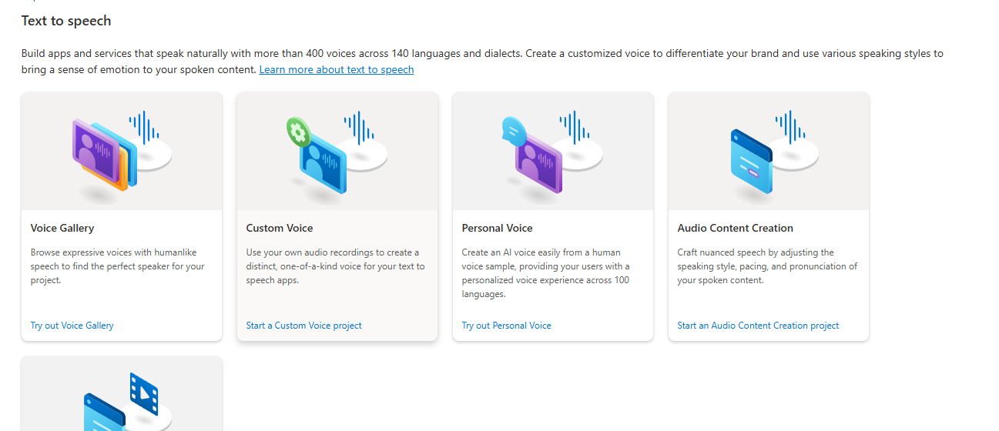 Text to speech
Build apps and services that speak naturally with more than 400 voices across 140 languages and dialects. Create a customized voice to differentiate your brand and use various speaking styles to
bring a sense of emotion to your spoken content. Learn more about text to speech
Voice Gallery
Browse expressive voices with humanlike
speech to find the perfect speaker for your
project.
Try out Voice Gallery
Custom Voice
Use your own audio recordings to create a
distinct, one-of-a-kind voice for your text to
speech apps.
Start a Custom Voice project
Personal Voice
Create an AI voice easily from a human
voice sample, providing your users with a
personalized voice experience across 100
languages.
Try out Personal Voice
Audio Content Creation
Craft nuanced speech by adjusting the
speaking style, pacing, and pronunciation of
your spoken content.
Start an Audio Content Creation project